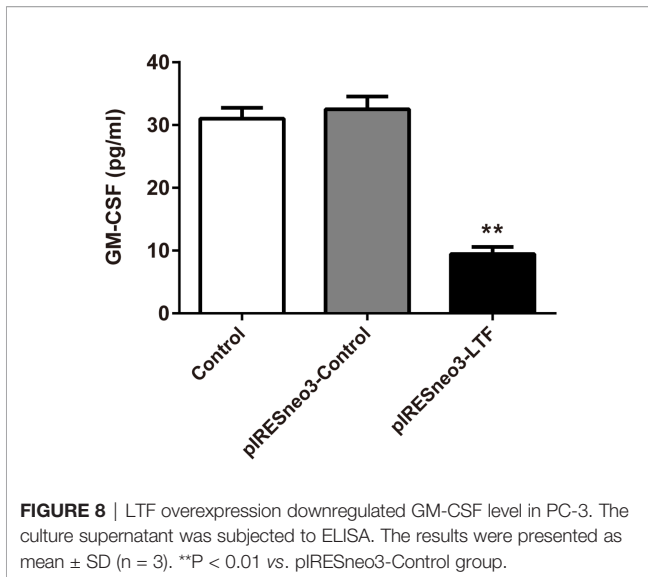 40
30
20
10
0
GM-CSF (pg/ml)
**
Control
pIRESneo3-Control
pIRESneo3-LTF
FIGURE 8 | LTF overexpression downregulated GM-CSF level in PC-3. The
culture supernatant was subjected to ELISA. The results were presented as
mean ± SD (n = 3). **P < 0.01 vs. pIRESneo3-Control group.